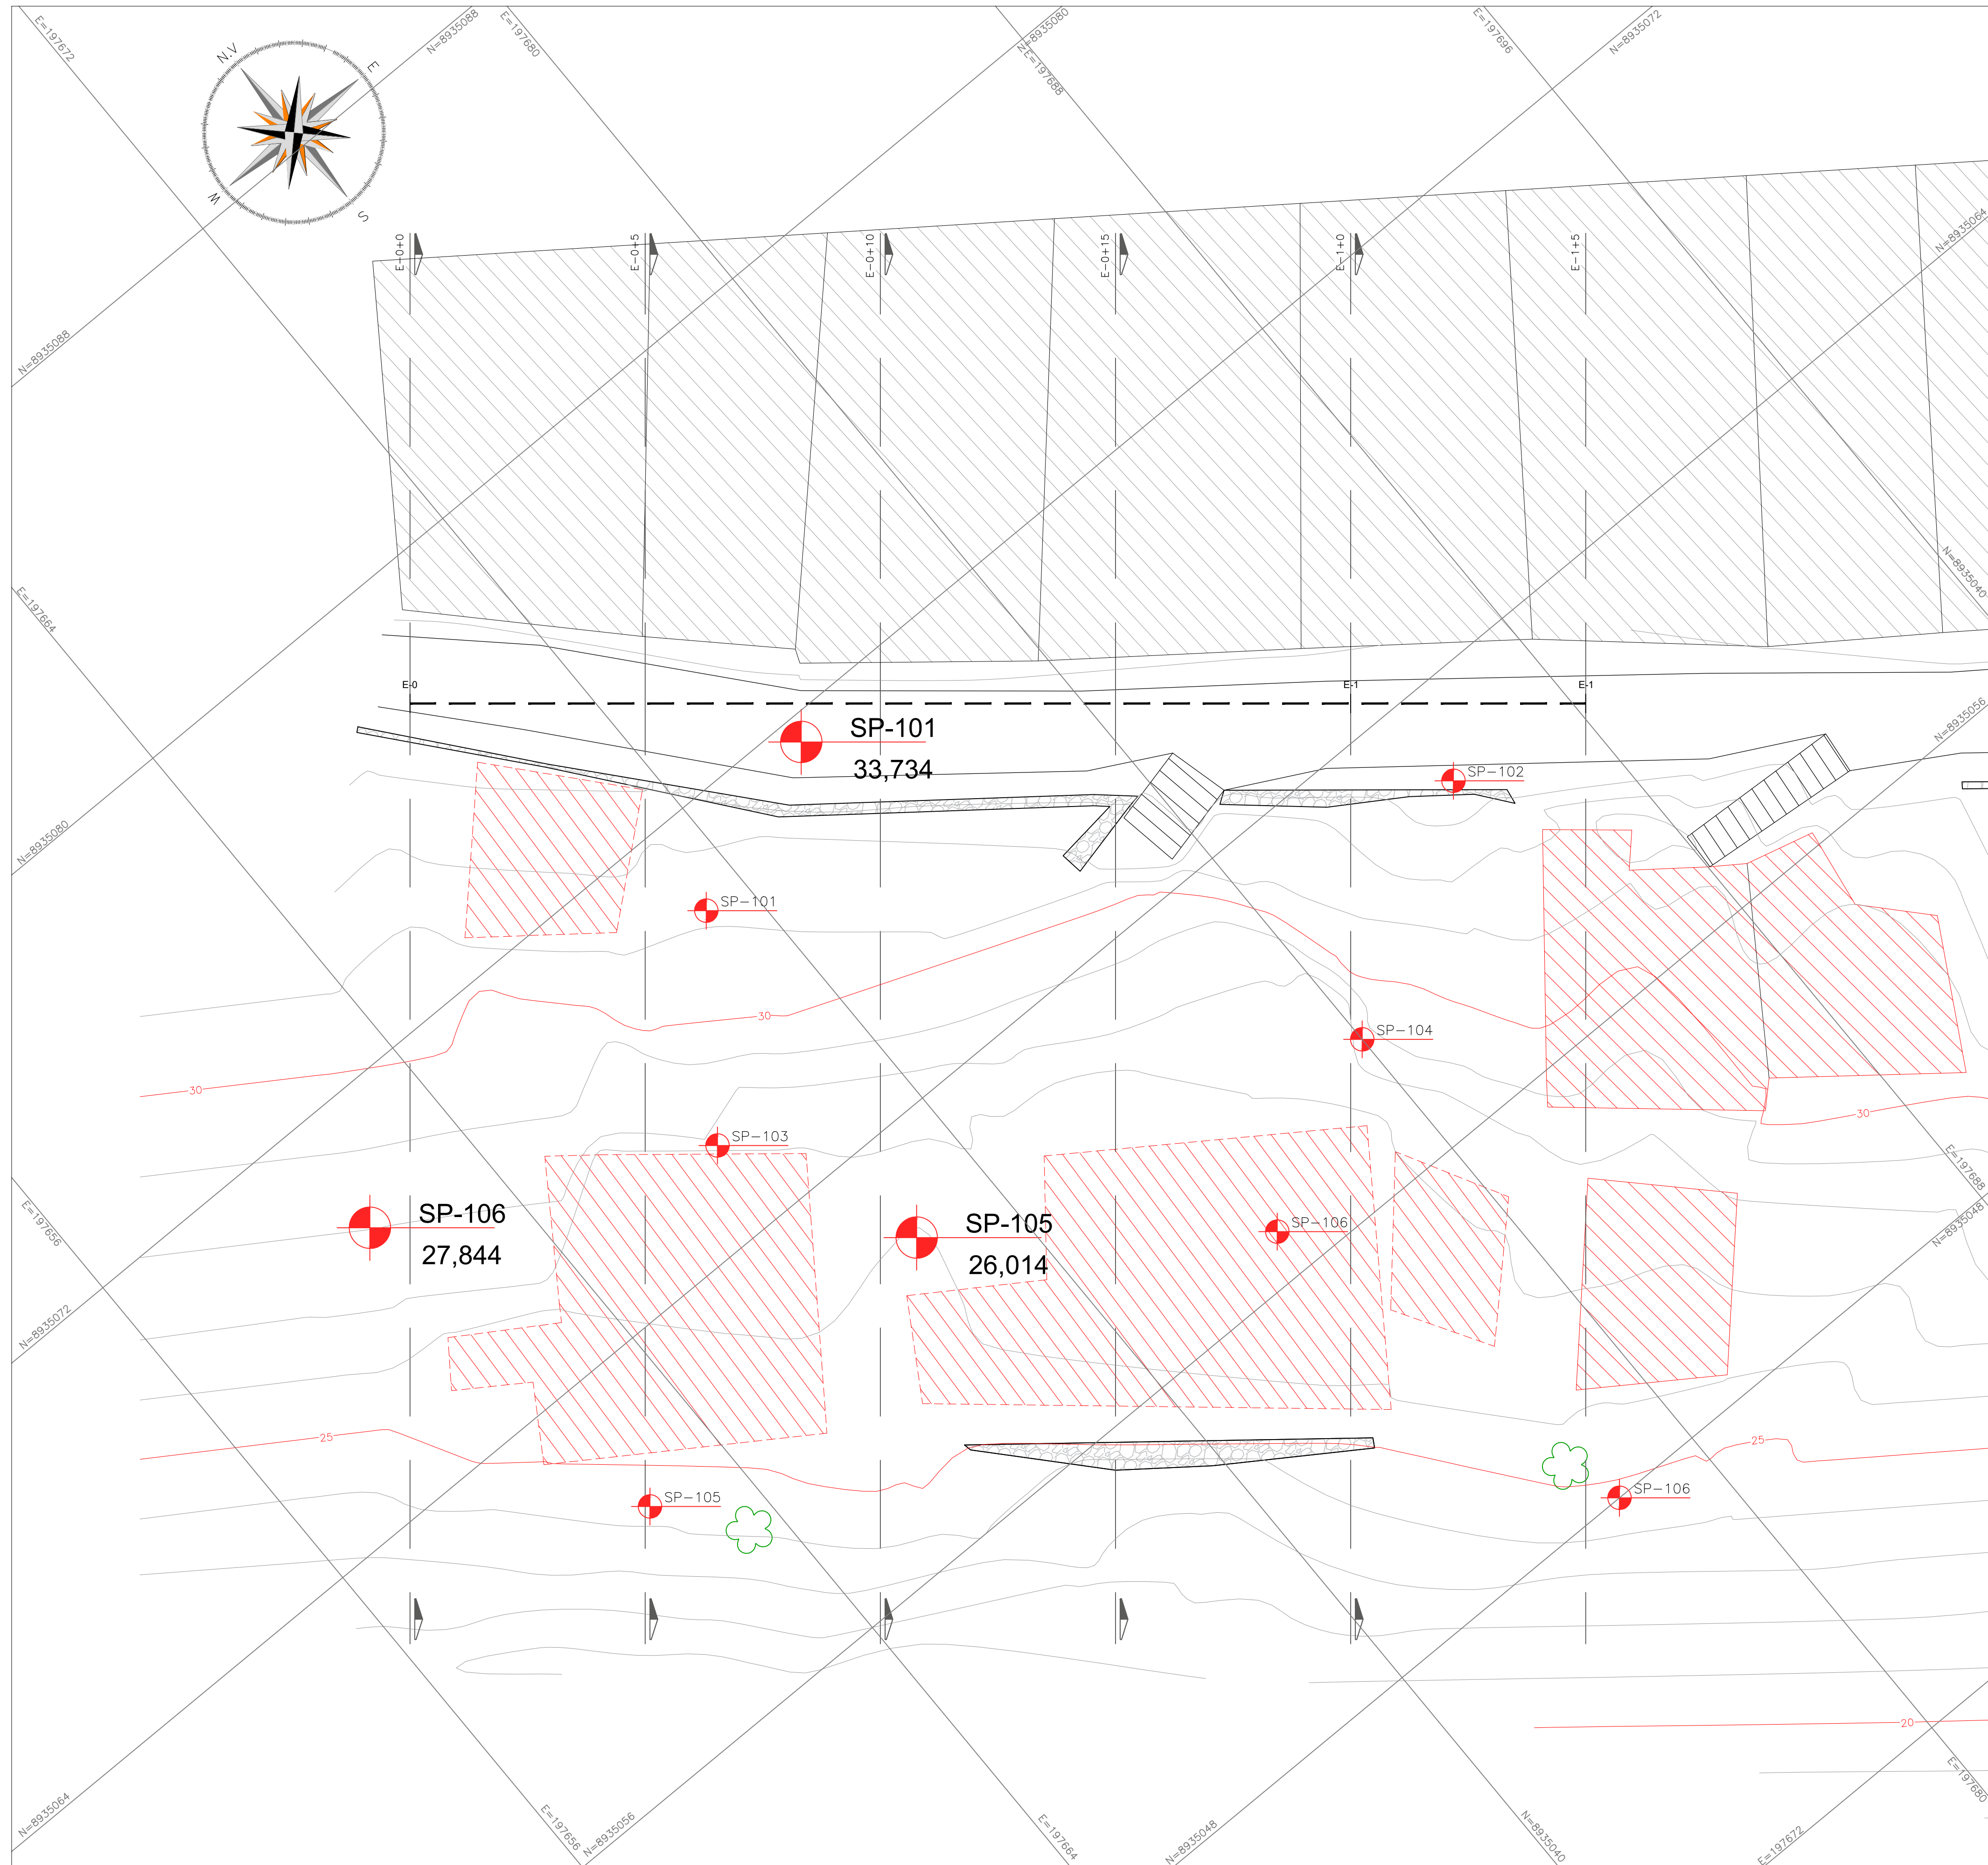 E=197672
E=197680
N=8935088
N=8935080
E=197688
E=197696
N=8935072
N.V
E
W
S
N=8935064
E-0+0
E-0+5
E-0+10
E-0+15
E-1+0
E-1+5
N=8935088
N=8935040
E=197664
E-0
E-1
E-1
N=8935056
SP-101
33,734
SP-102
N=8935080
SP-101
30
SP-104
30
30
SP-103
E=197688
E=197656
SP-106
27,844
SP-105
26,014
SP-106
N=8935048
N=8935072
25
25
SP-105
SP-106
20
E=197680
N=8935064
E=197656
N=8935056
E=197664
N=8935048
N=8935040
E=197672